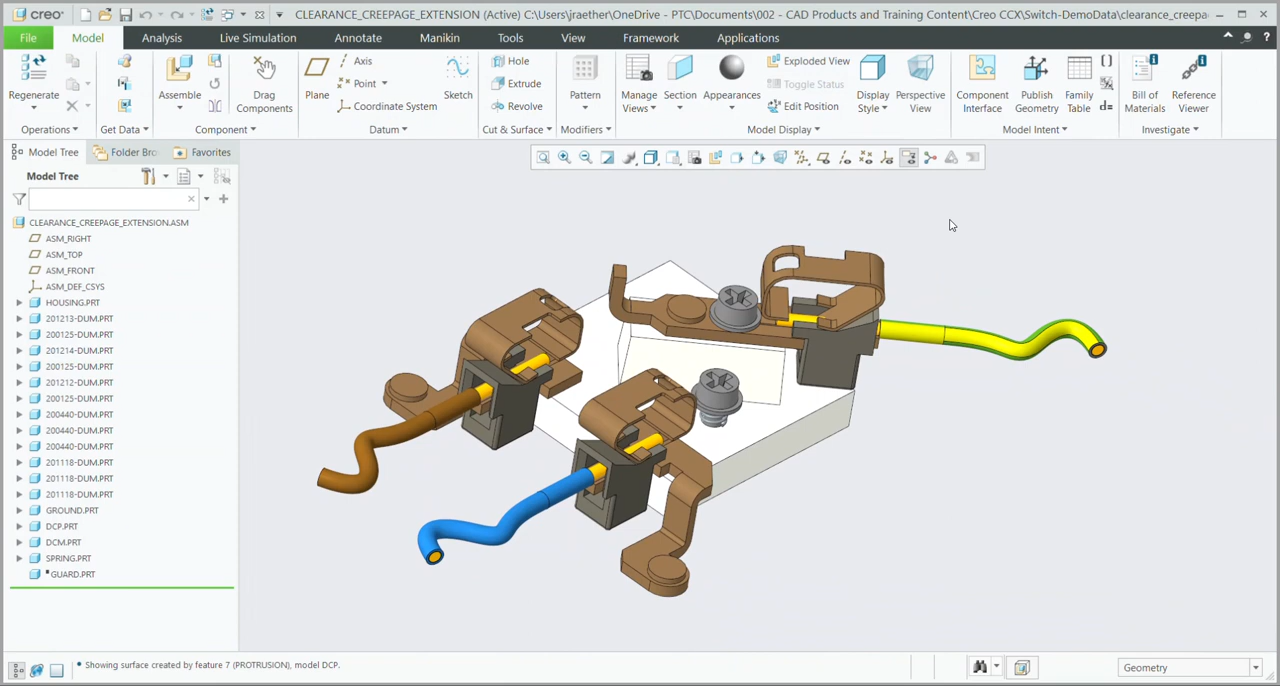 creo® CLEARANCE_CREEPAGE_EXTENSION (Active) C:\Users\jraether\OneDrive - PTC\Documents\002 - CAD Products and Training Content\Creo CCX\Switch-DemoData\clearance_creepa
File Model Analysis Live Simulation Annotate Manikin Tools View Framework Applications
Regenerate
Operations
Get Data
Assemble
Drag Components
Component
Plane
Axis
Point
Coordinate System
Sketch
Datum
Hole
Extrude
Revolve
Cut & Surface
Pattern
Modifiers
Manage Views
Section
Appearances
Exploded View
Toggle Status
Edit Position
Display Style
Perspective View
Model Display
Component Interface
Publish Geometry
Family Table
Model Intent
Bill of Materials
Reference Viewer
Investigate
Model Tree Folder Bro Favorites
Model Tree
CLEARANCE_CREEPAGE_EXTENSION.ASM
ASM_RIGHT
ASM_TOP
ASM_FRONT
ASM_DEF_CSYS
HOUSING.PRT
201213-DUM.PRT
200125-DUM.PRT
201214-DUM.PRT
200125-DUM.PRT
201212-DUM.PRT
200125-DUM.PRT
200440-DUM.PRT
200440-DUM.PRT
200440-DUM.PRT
201118-DUM.PRT
201118-DUM.PRT
201118-DUM.PRT
GROUND.PRT
DCP.PRT
DCM.PRT
SPRING.PRT
GUARD.PRT
• Showing surface created by feature 7 (PROTRUSION), model DCP.
Geometry